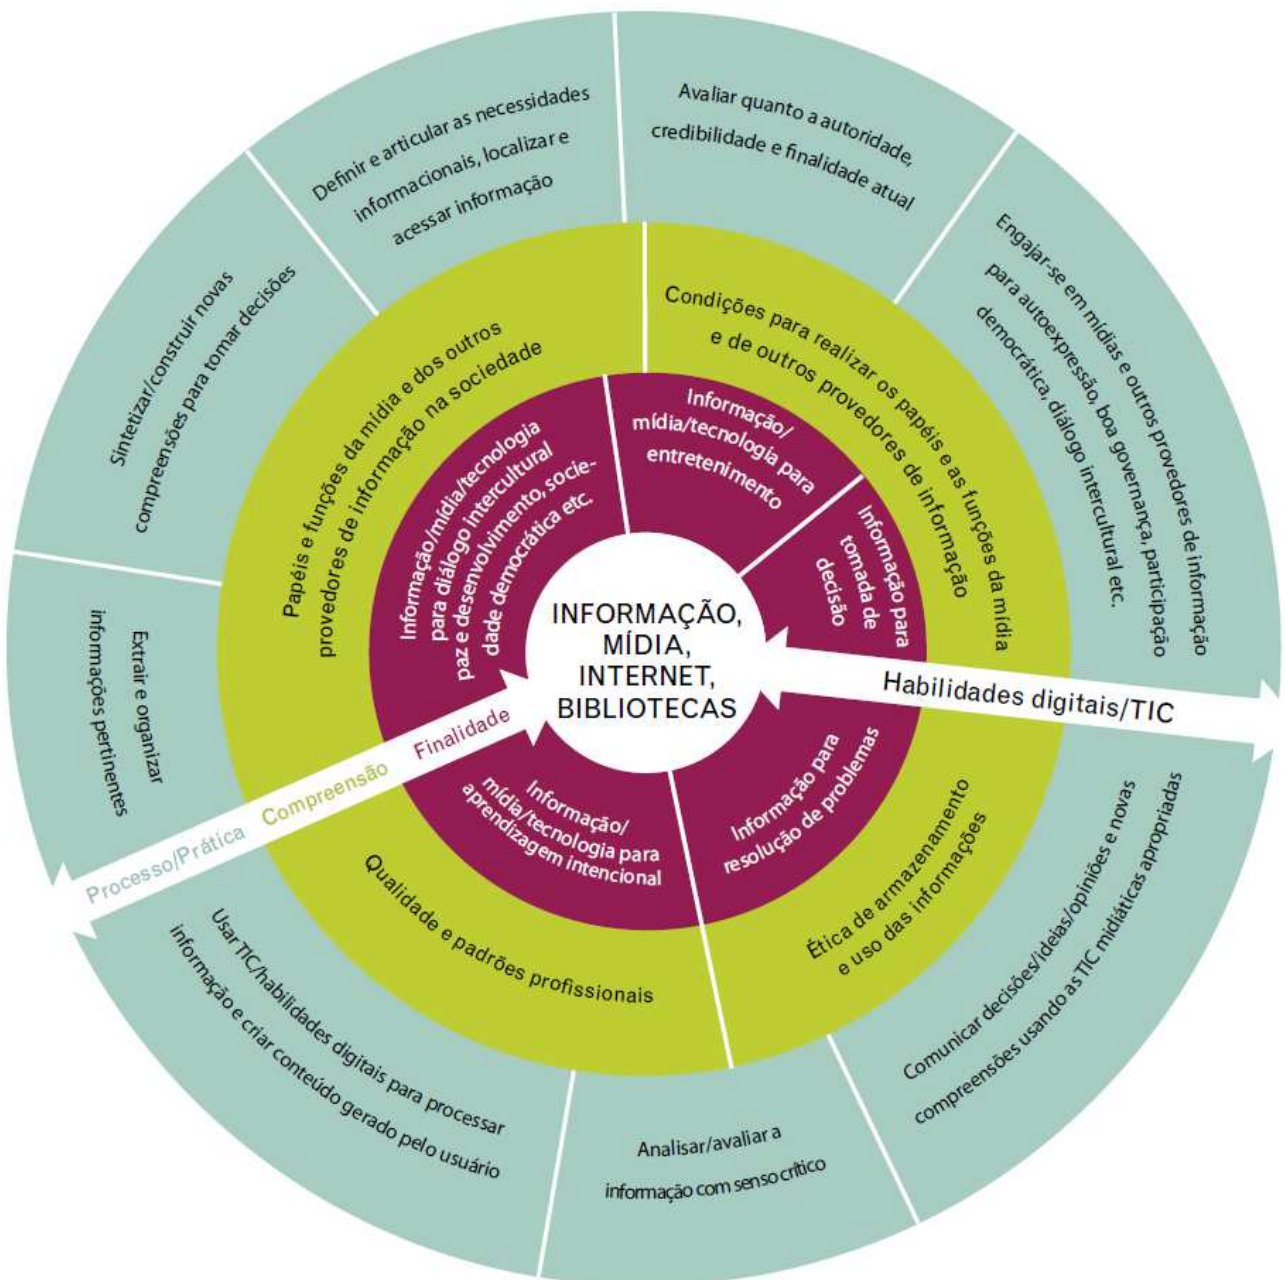 Definir e articular as necessidades
informacionais, localizar e
acessar informação
Avaliar quanto a autoridade,
credibilidade e finalidade atual
Engajar-se em mídias e outros provedores de informação
para autoexpressão, boa governança, participação
democrática, diálogo intercultural etc.
Comunicar decisões/ideias/opiniões e novas
compreensões usando as TIC midiáticas apropriadas
Analisar/avaliar a
informação com senso crítico
Usar TIC/habilidades digitais para processar
informação e criar conteúdo gerado pelo usuário
Extrair e organizar
informações pertinentes
Sintetizar/construir novas
compreensões para tomar decisões
Papéis e funções da mídia e dos outros
provedores de informação na sociedade
Condições para realizar os papéis e as funções da mídia
e de outros provedores de informação
Ética de armazenamento
e uso das informações
Qualidade e padrões profissionais
Informação/mídia/tecnologia
para diálogo intercultural
paz e desenvolvimento, socie-
dade democrática etc.
Informação/
mídia/tecnologia para
entretenimento
Informação para
tomada de
decisão
Informação para
resolução de problemas
Informação/
mídia/tecnologia para
aprendizagem intencional
INFORMAÇÃO,
MÍDIA,
INTERNET,
BIBLIOTECAS
Habilidades digitais/TIC
Processo/Prática Compreensão Finalidade